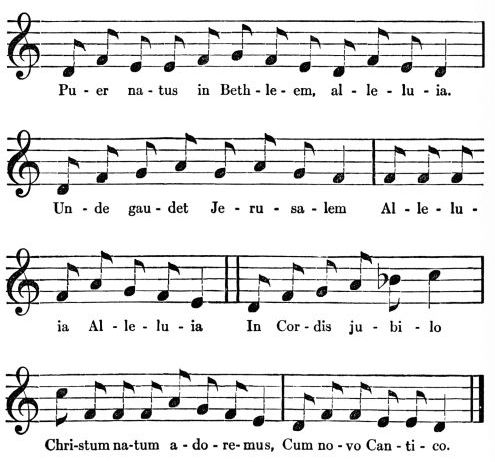 Pu - er na - tus in Beth - le - em, al - le - lu - ia.
Un - de gau - det Je - ru - sa - lem Al - le - lu -
ia Al - le - lu - ia In Cor - dis ju - bi - lo
Chri-stum na-tum a - do - re-mus, Cum no - vo Can - ti - co.